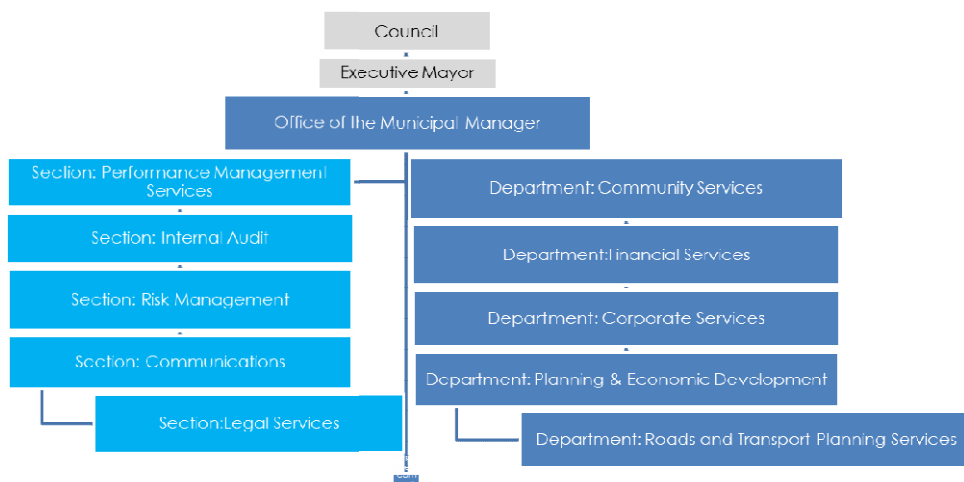 Council
Executive Mayor
Office of the Municipal Manager
Section: Performance Management
Services
Section: Internal Audit
Section: Risk Management
Section: Communications
Section:Legal Services
Department: Community Services
Department:Financial Services
Department: Corporate Services
Department: Planning & Economic Development
Department: Roads and Transport Planning Services
com